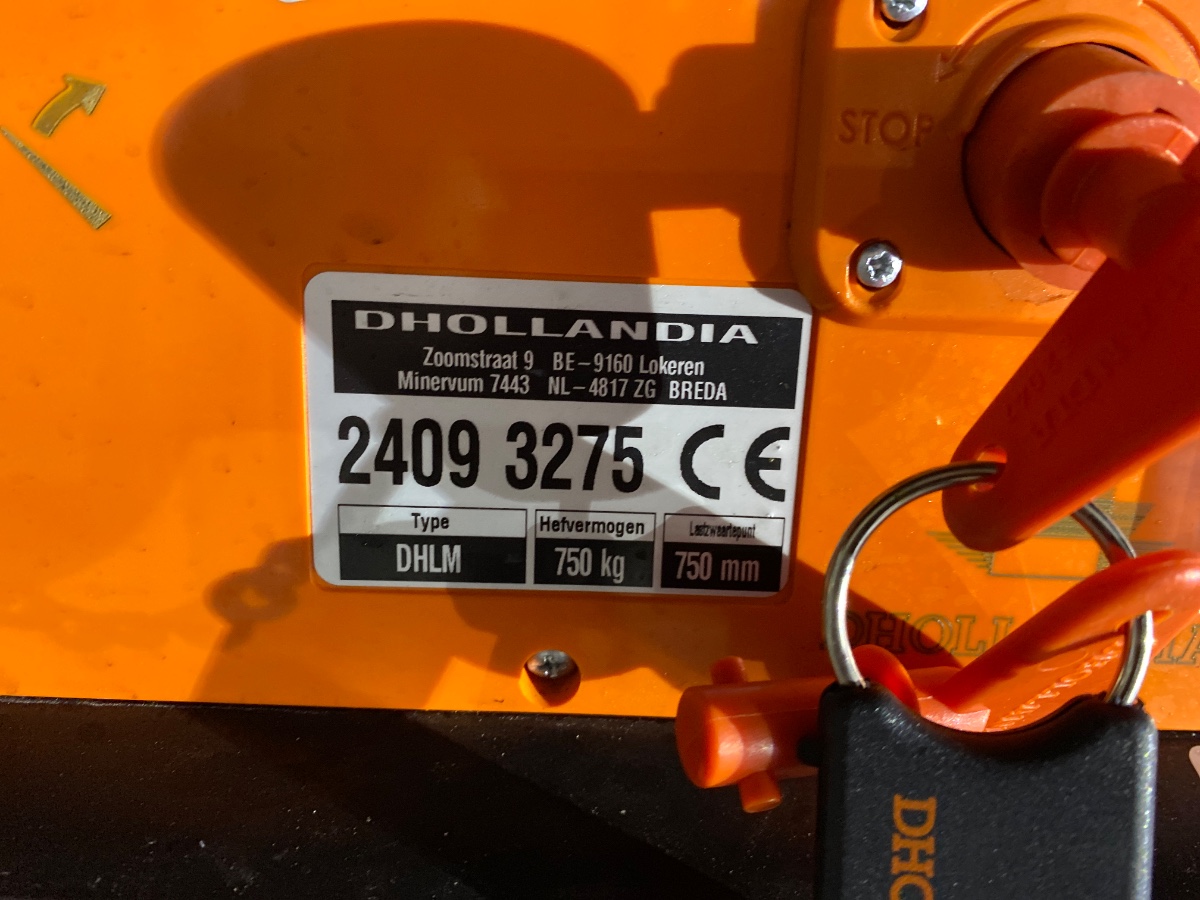 STOP
DHOLLANDIA
Zoomstraat 9 BE-9160 Lokeren
Minervum 7443 NL-4817 ZG BREDA
2409 3275 CE
Type Hefvermogen Lastzwaartepunt
DHLM 750 kg 750 mm
DHOLL
DHO